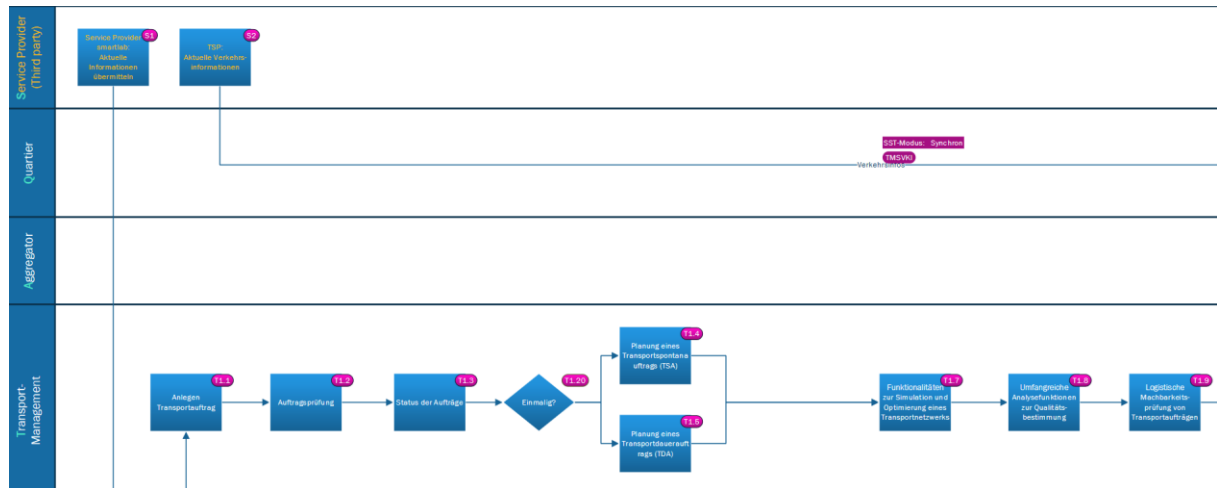 Service Provider
(Third party)
S1
Service Provider
smartlab:
Aktuelle
Informationen
übermitteln
S2
TSP:
Aktuelle Verkehrs-
informationen
Quartier
SST-Modus: Synchron
TMSVKI
Verkehrsinfos
Aggregator
Transport-
Management
T1.1
Anlegen
Transportauftrag
T1.2
Auftragsprüfung
T1.3
Status der Aufträge
T1.20
Einmalig?
T1.4
Planung eines
Transportspontana
uftrags (TSA)
T1.5
Planung eines
Transportdauerauft
rags (TDA)
T1.7
Funktionalitäten
zur Simulation und
Optimierung eines
Transportnetzwerks
T1.8
Umfangreiche
Analysefunktionen
zur Qualitäts-
bestimmung
T1.9
Logistische
Machbarkeits-
prüfung von
Transportaufträgen